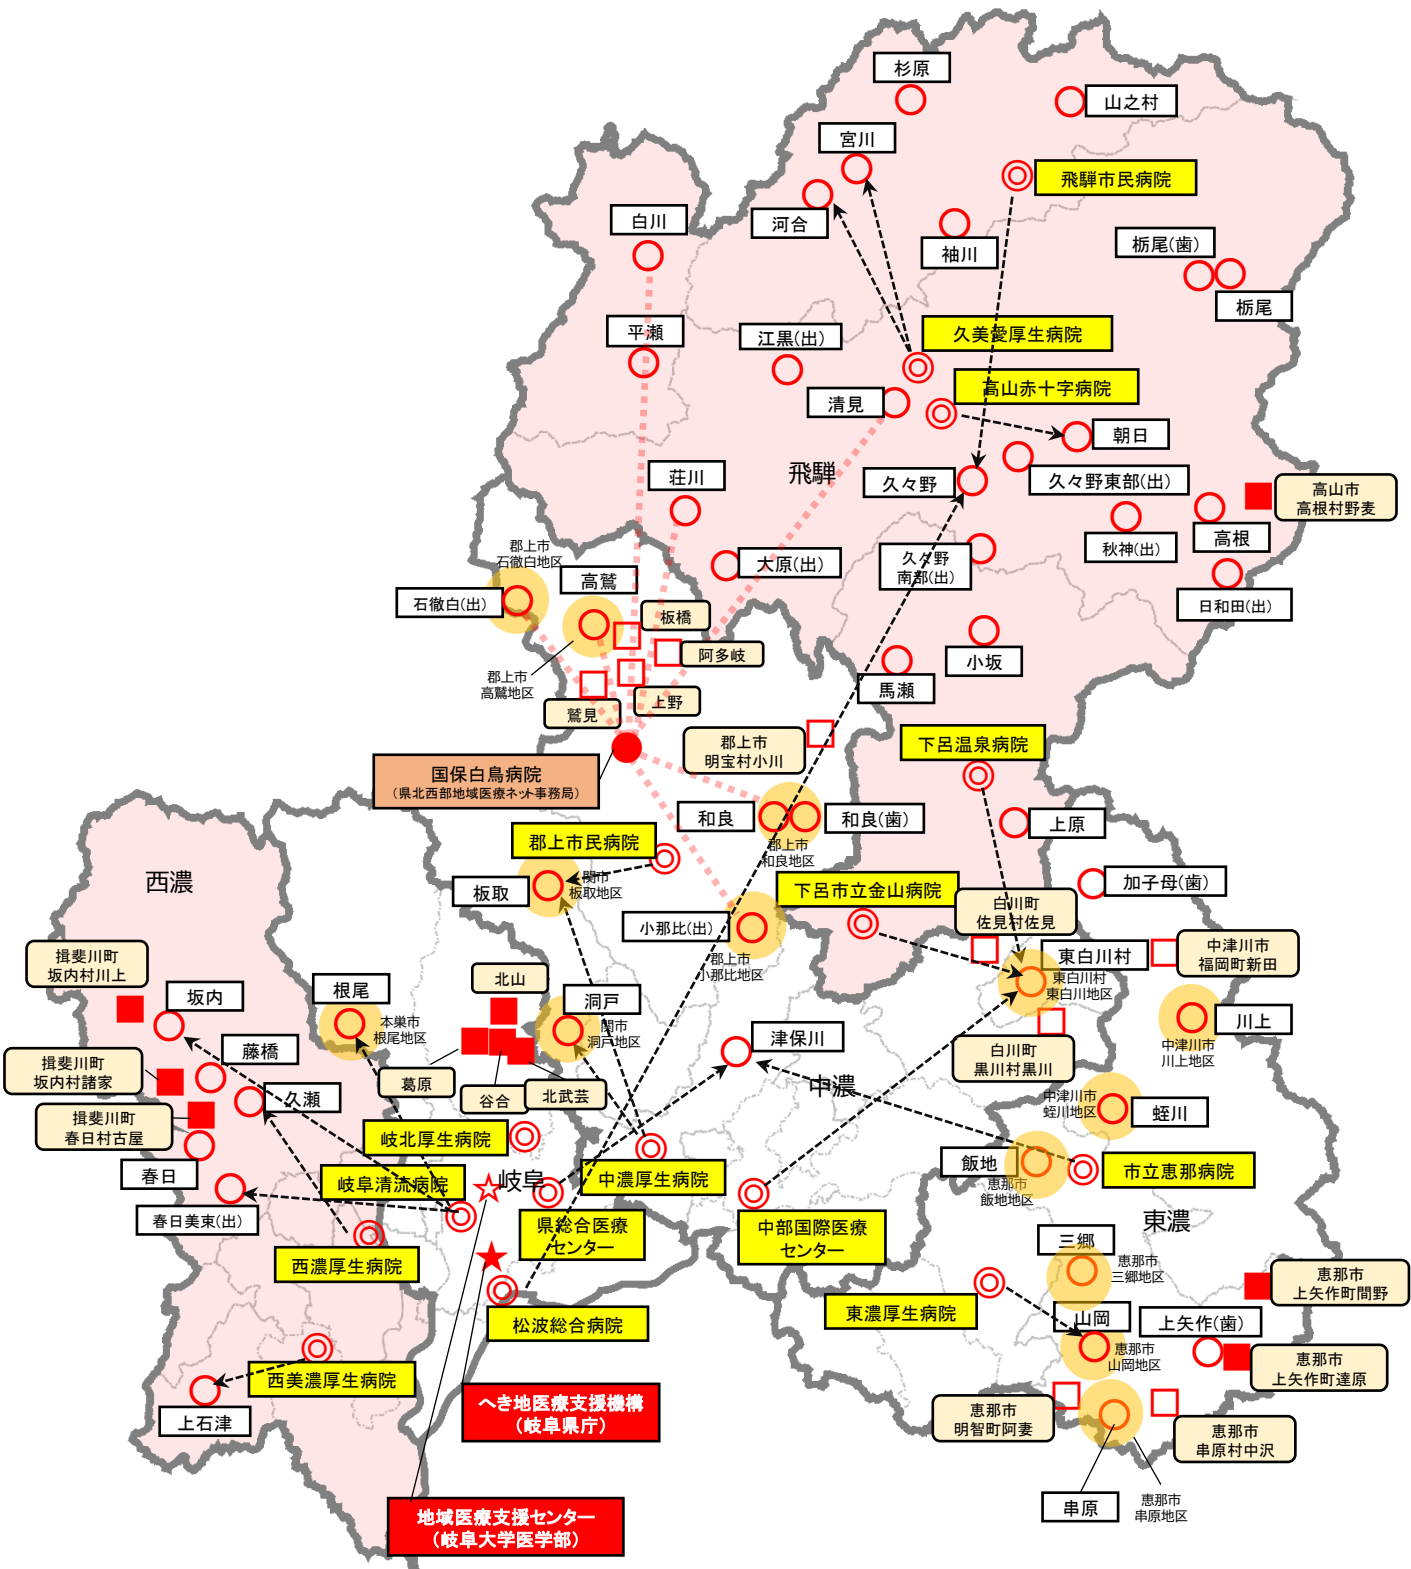 杉原
山之村
宮川
飛騨市民病院
河合
白川
袖川
栃尾(歯)
栃尾
平瀬
江黒(出)
久美愛厚生病院
高山赤十字病院
清見
朝日
飛騨
荘川
久々野
久々野東部(出)
高山市
高根村野麦
高根
秋神(出)
郡上市
石徹白地区
大原(出)
久々野
南部(出)
高鷲
石徹白(出)
日和田(出)
板橋
阿多岐
小坂
郡上市
高鷲地区
馬瀬
上野
鷲見
郡上市
明宝村小川
下呂温泉病院
国保白鳥病院
(県北西部地域医療ネット事務局)
和良
和良(歯)
上原
郡上市
和良地区
郡上市民病院
西濃
加子母(歯)
下呂市立金山病院
板取
関市
板取地区
白川町
佐見村佐見
小那比(出)
郡上市
小那比地区
東白川村
中津川市
福岡町新田
揖斐川町
坂内村川上
北山
東白川村
東白川地区
坂内
根尾
洞戸
本巣市
根尾地区
関市
洞戸地区
川上
津保川
藤橋
中津川市
川上地区
揖斐川町
坂内村諸家
白川町
黒川村黒川
葛原
中濃
久瀬
谷合
北武芸
中津川市
蛭川地区
蛭川
揖斐川町
春日村古屋
岐北厚生病院
飯地
市立恵那病院
春日
岐阜清流病院
岐阜
中濃厚生病院
恵那市
飯地地区
春日美束(出)
県総合医療
センター
中部国際医療
センター
東濃
三郷
西濃厚生病院
恵那市
三郷地区
恵那市
上矢作町間野
東濃厚生病院
山岡
上矢作(歯)
松波総合病院
恵那市
山岡地区
恵那市
上矢作町達原
西美濃厚生病院
上石津
へき地医療支援機構
(岐阜県庁)
恵那市
明智町阿妻
恵那市
串原村中沢
串原
恵那市
串原地区
地域医療支援センター
(岐阜大学医学部)